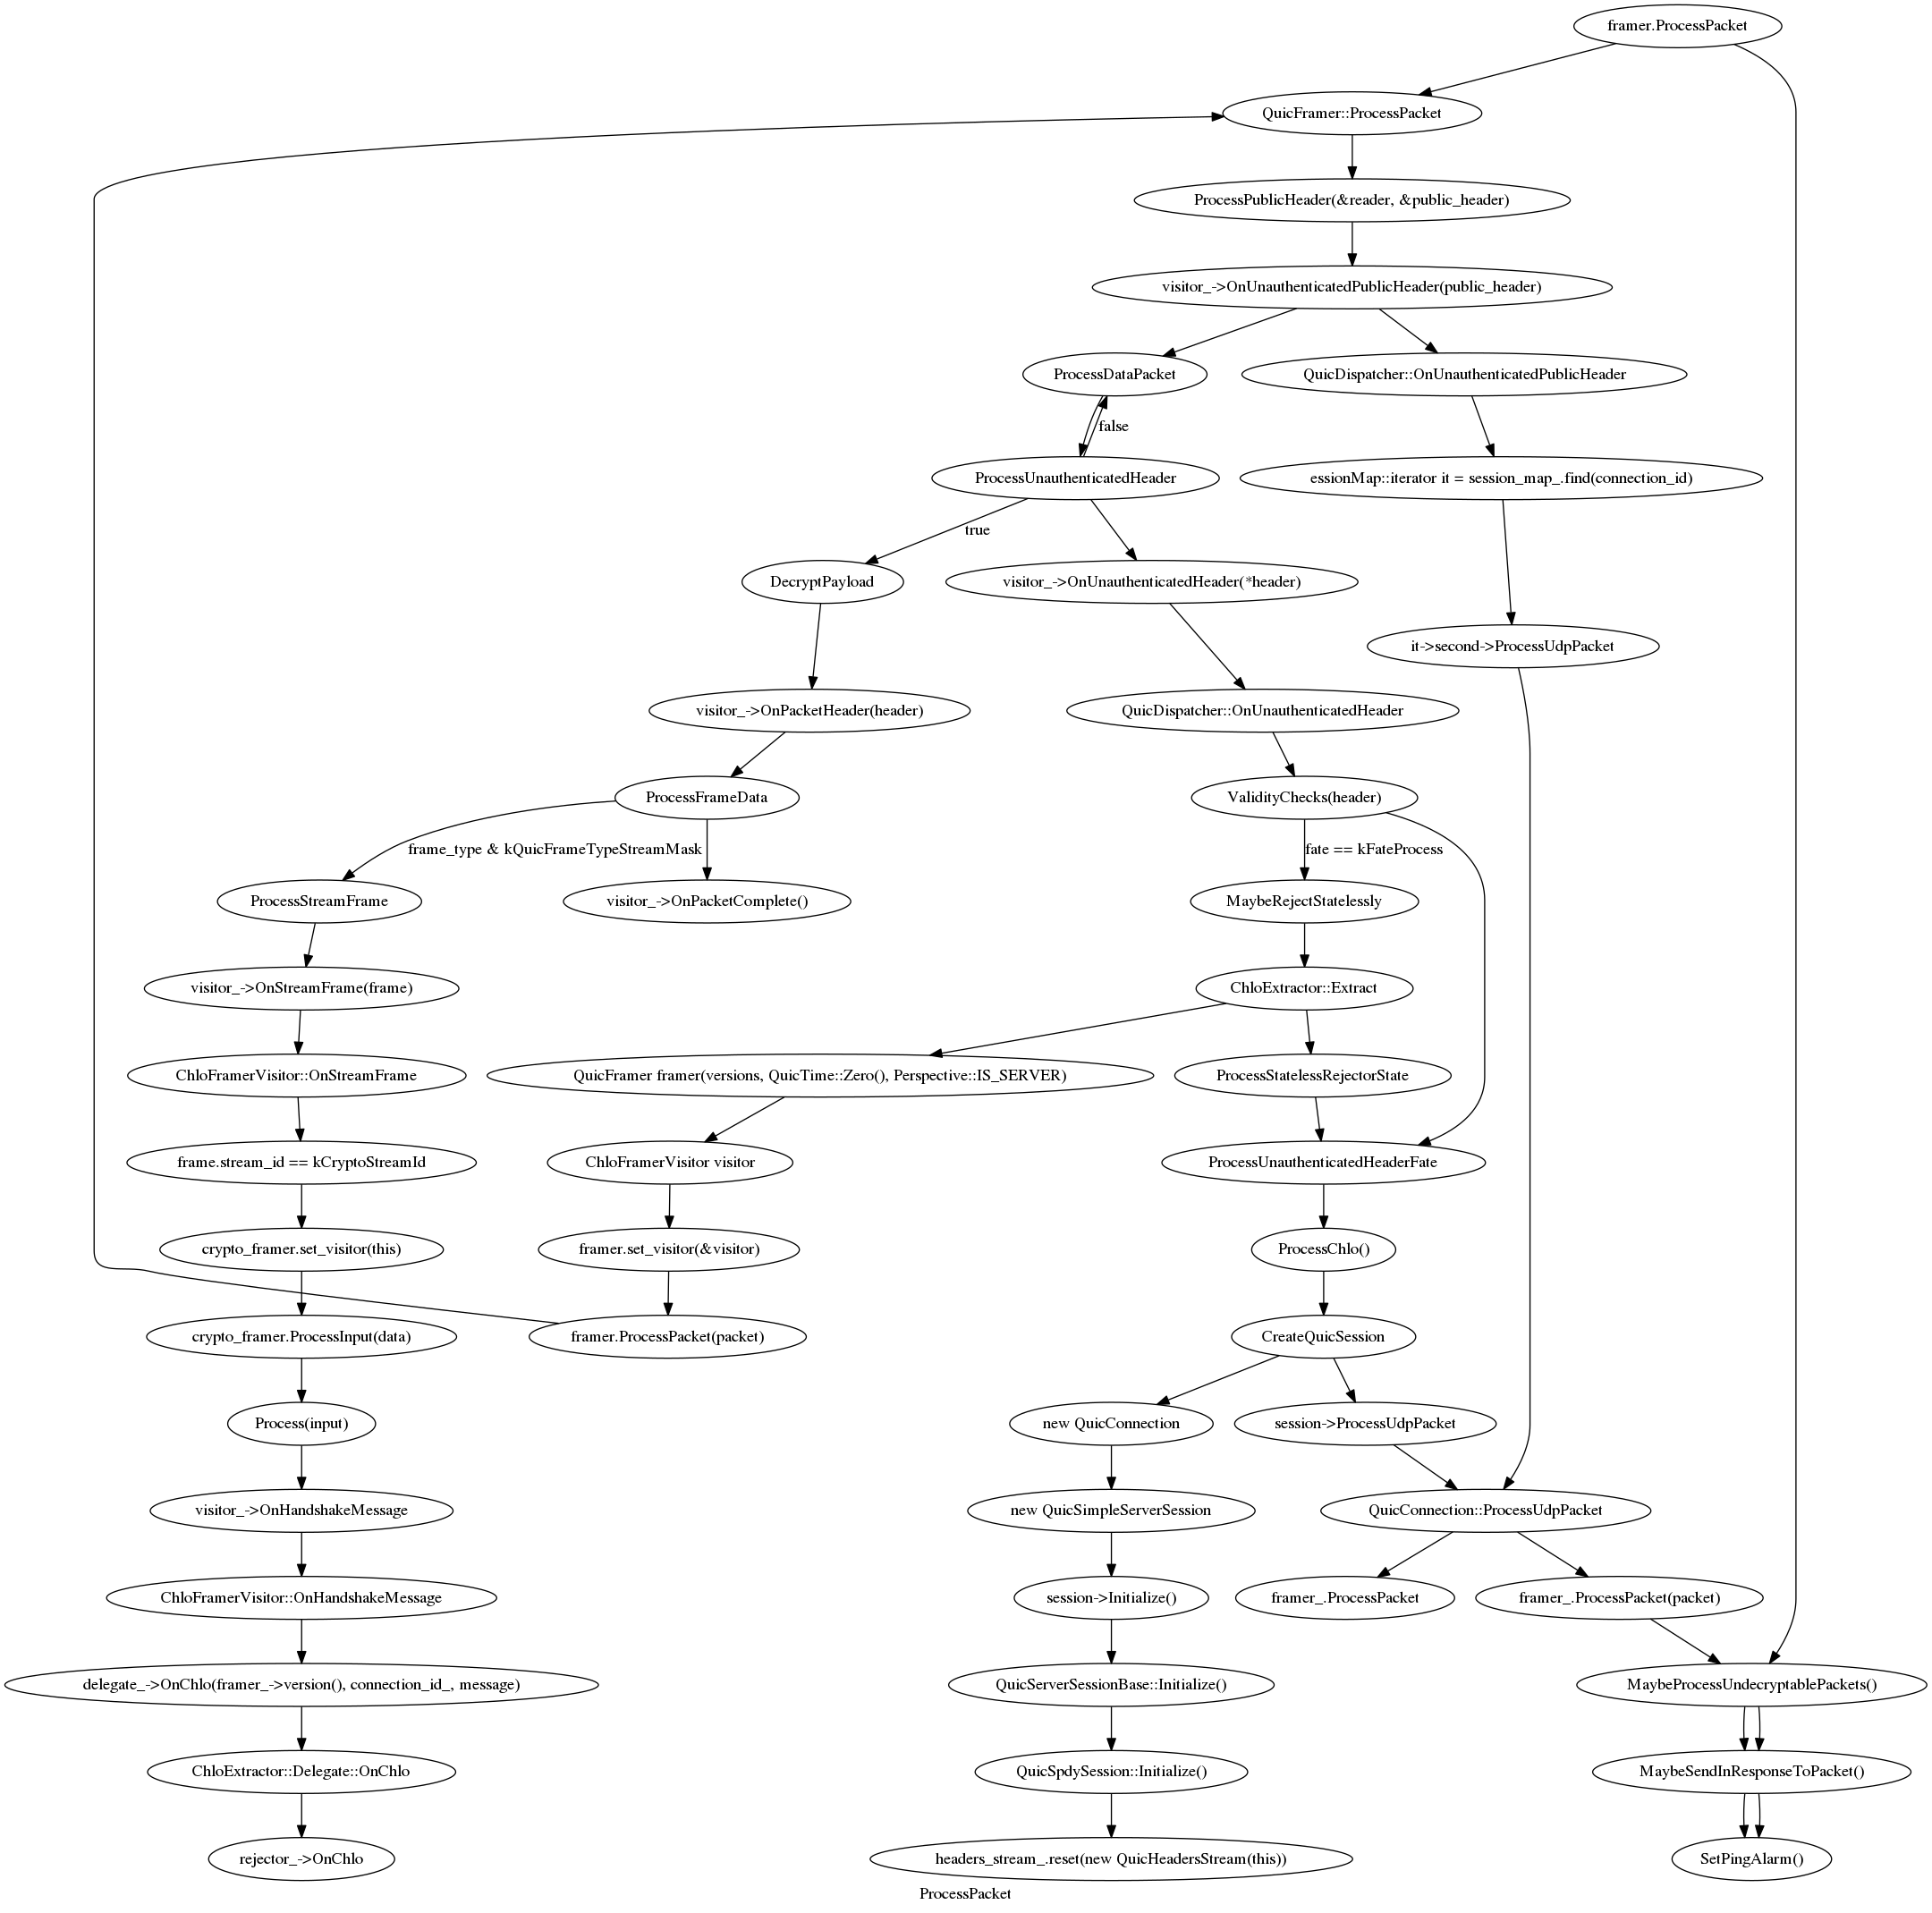 framer.ProcessPacket
QuicFramer::ProcessPacket
ProcessPublicHeader(&reader, &public_header)
visitor_->OnUnauthenticatedPublicHeader(public_header)
ProcessDataPacket
QuicDispatcher::OnUnauthenticatedPublicHeader
false
ProcessUnauthenticatedHeader
essionMap::iterator it = session_map_.find(connection_id)
true
DecryptPayload
visitor_->OnUnauthenticatedHeader(*header)
it->second->ProcessUdpPacket
visitor_->OnPacketHeader(header)
QuicDispatcher::OnUnauthenticatedHeader
ProcessFrameData
ValidityChecks(header)
frame_type & kQuicFrameTypeStreamMask
fate == kFateProcess
ProcessStreamFrame
visitor_->OnPacketComplete()
MaybeRejectStatelessly
visitor_->OnStreamFrame(frame)
ChloExtractor::Extract
ChloFramerVisitor::OnStreamFrame
QuicFramer framer(versions, QuicTime::Zero(), Perspective::IS_SERVER)
ProcessStatelessRejectorState
frame.stream_id == kCryptoStreamId
ChloFramerVisitor visitor
ProcessUnauthenticatedHeaderFate
crypto_framer.set_visitor(this)
framer.set_visitor(&visitor)
ProcessChlo()
crypto_framer.ProcessInput(data)
framer.ProcessPacket(packet)
CreateQuicSession
Process(input)
new QuicConnection
session->ProcessUdpPacket
visitor_->OnHandshakeMessage
new QuicSimpleServerSession
QuicConnection::ProcessUdpPacket
ChloFramerVisitor::OnHandshakeMessage
session->Initialize()
framer_.ProcessPacket
framer_.ProcessPacket(packet)
delegate_->OnChlo(framer_->version(), connection_id_, message)
QuicServerSessionBase::Initialize()
MaybeProcessUndecryptablePackets()
ChloExtractor::Delegate::OnChlo
QuicSpdySession::Initialize()
MaybeSendInResponseToPacket()
rejector_->OnChlo
headers_stream_.reset(new QuicHeadersStream(this))
SetPingAlarm()
ProcessPacket